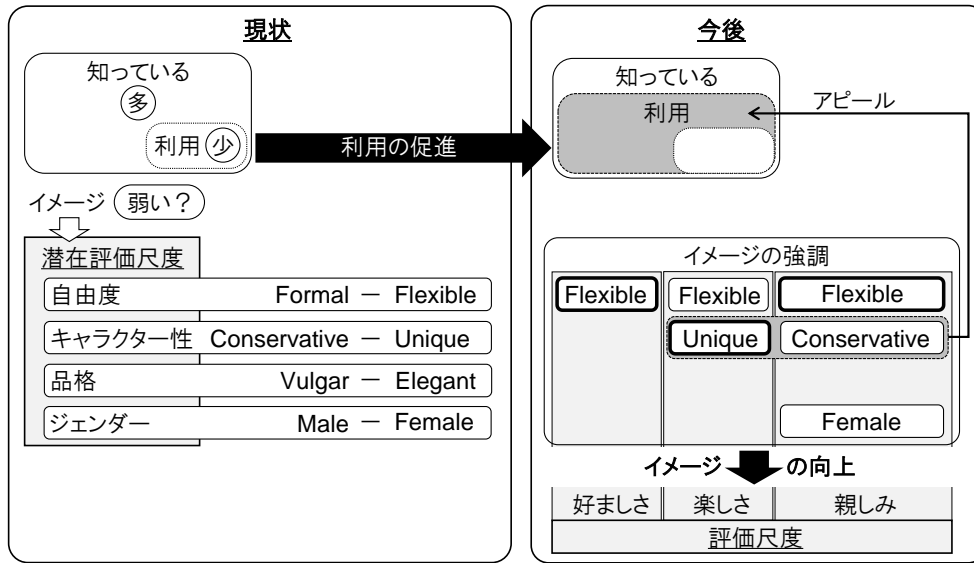 現状
知っている
多
利用 少
利用の促進
イメージ 弱い？
潜在評価尺度
自由度 Formal － Flexible
キャラクター性 Conservative － Unique
品格 Vulgar － Elegant
ジェンダー Male － Female
今後
知っている
利用
アピール
イメージの強調
Flexible Flexible Flexible
Unique Conservative
Female
イメージ の向上
好ましさ 楽しさ 親しみ
評価尺度